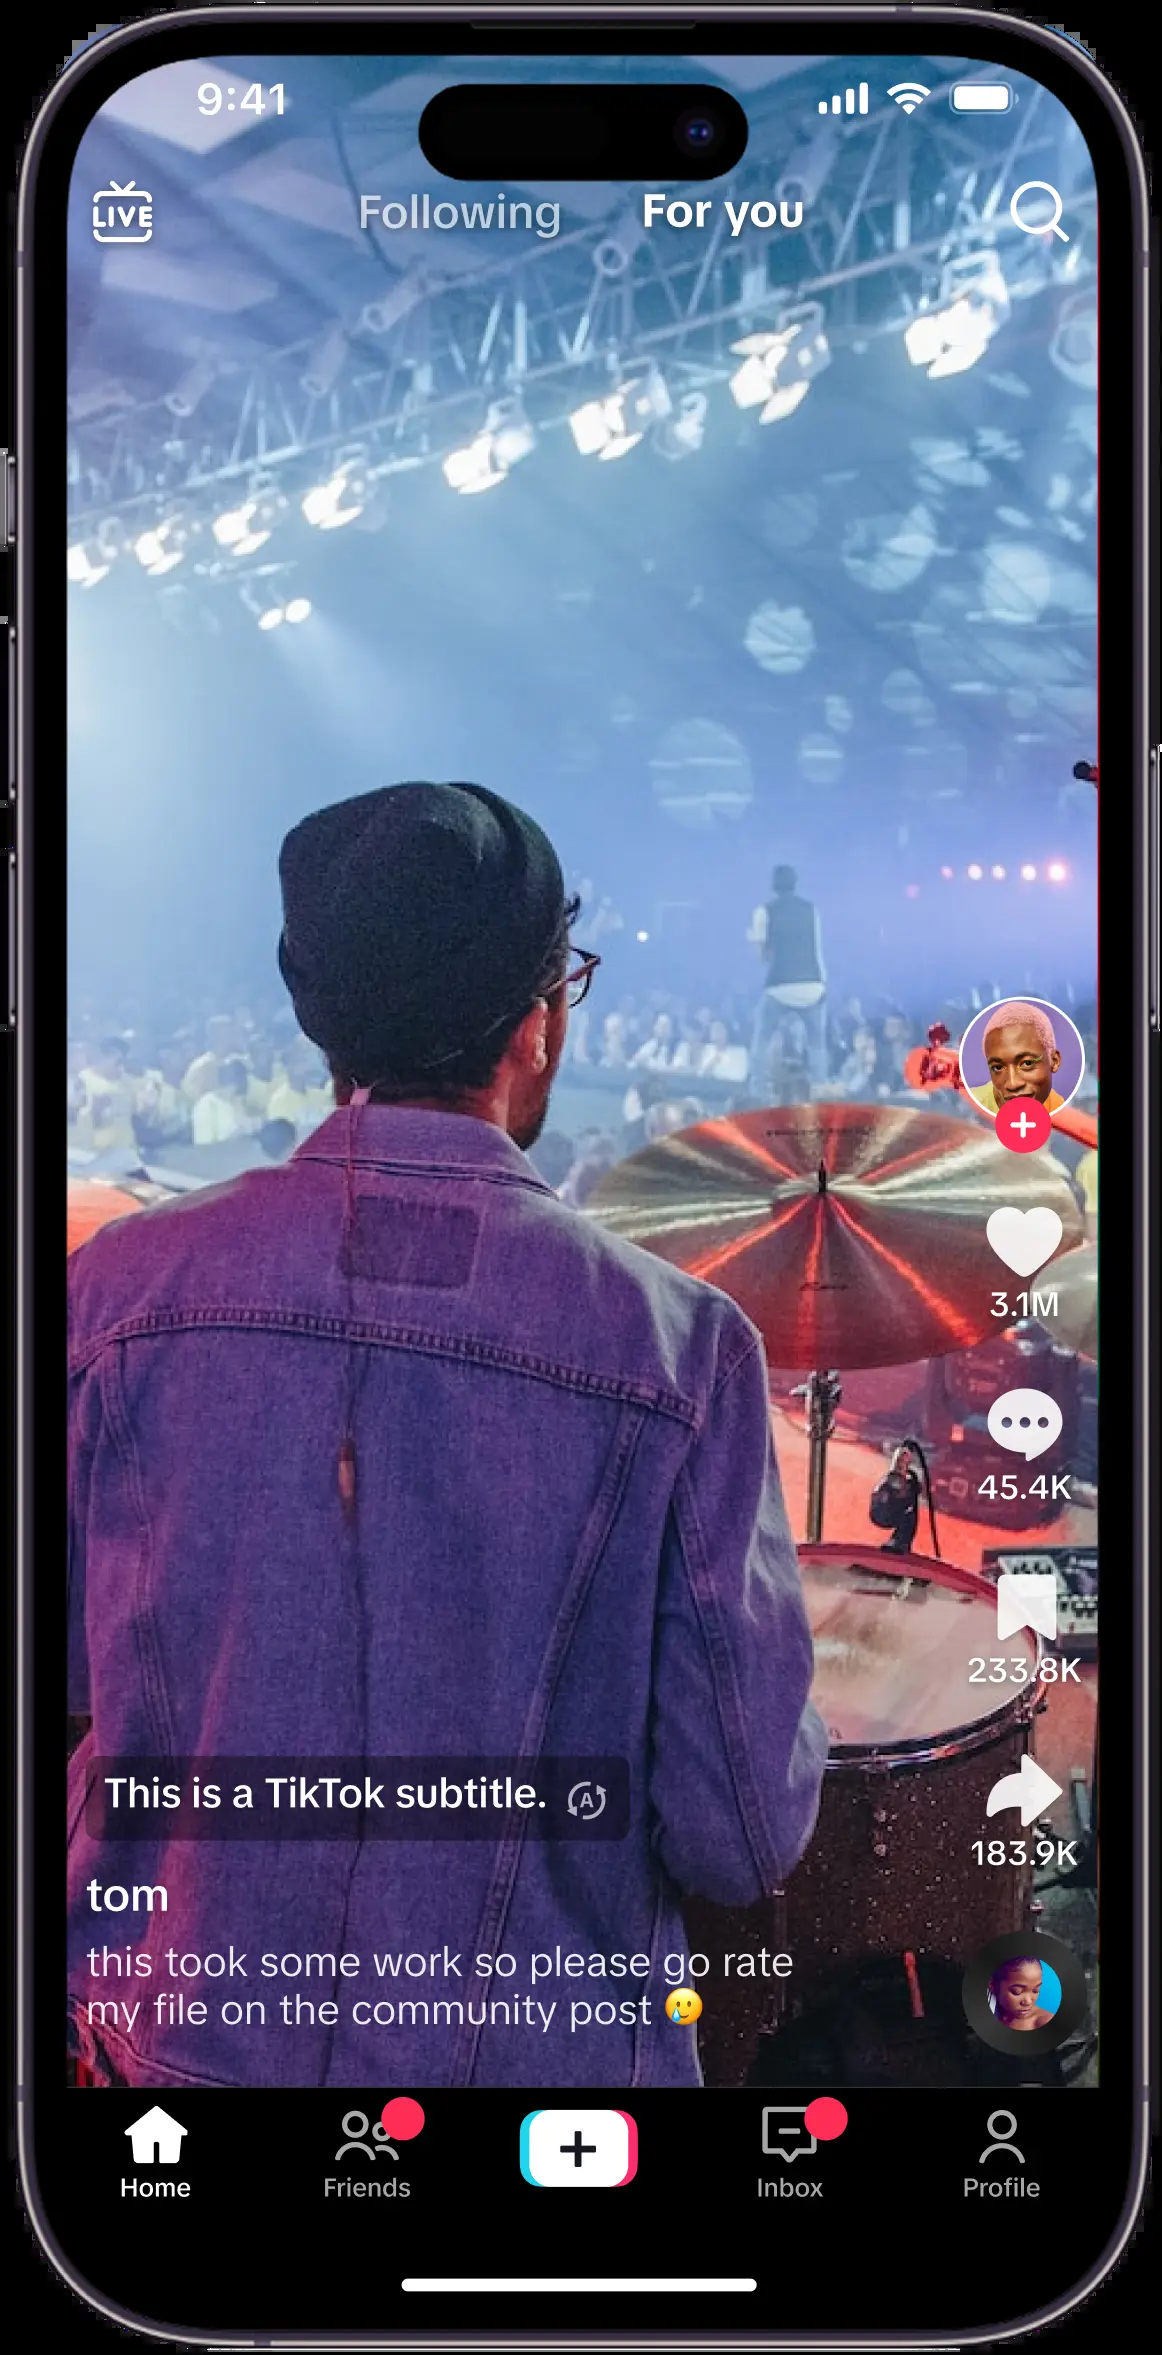 9:41
LIVE
Following
For you
3.1M
45.4K
233.8K
183.9K
This is a TikTok subtitle.
A
tom
this took some work so please go rate
my file on the community post 🥲
Home
Friends
Inbox
Profile